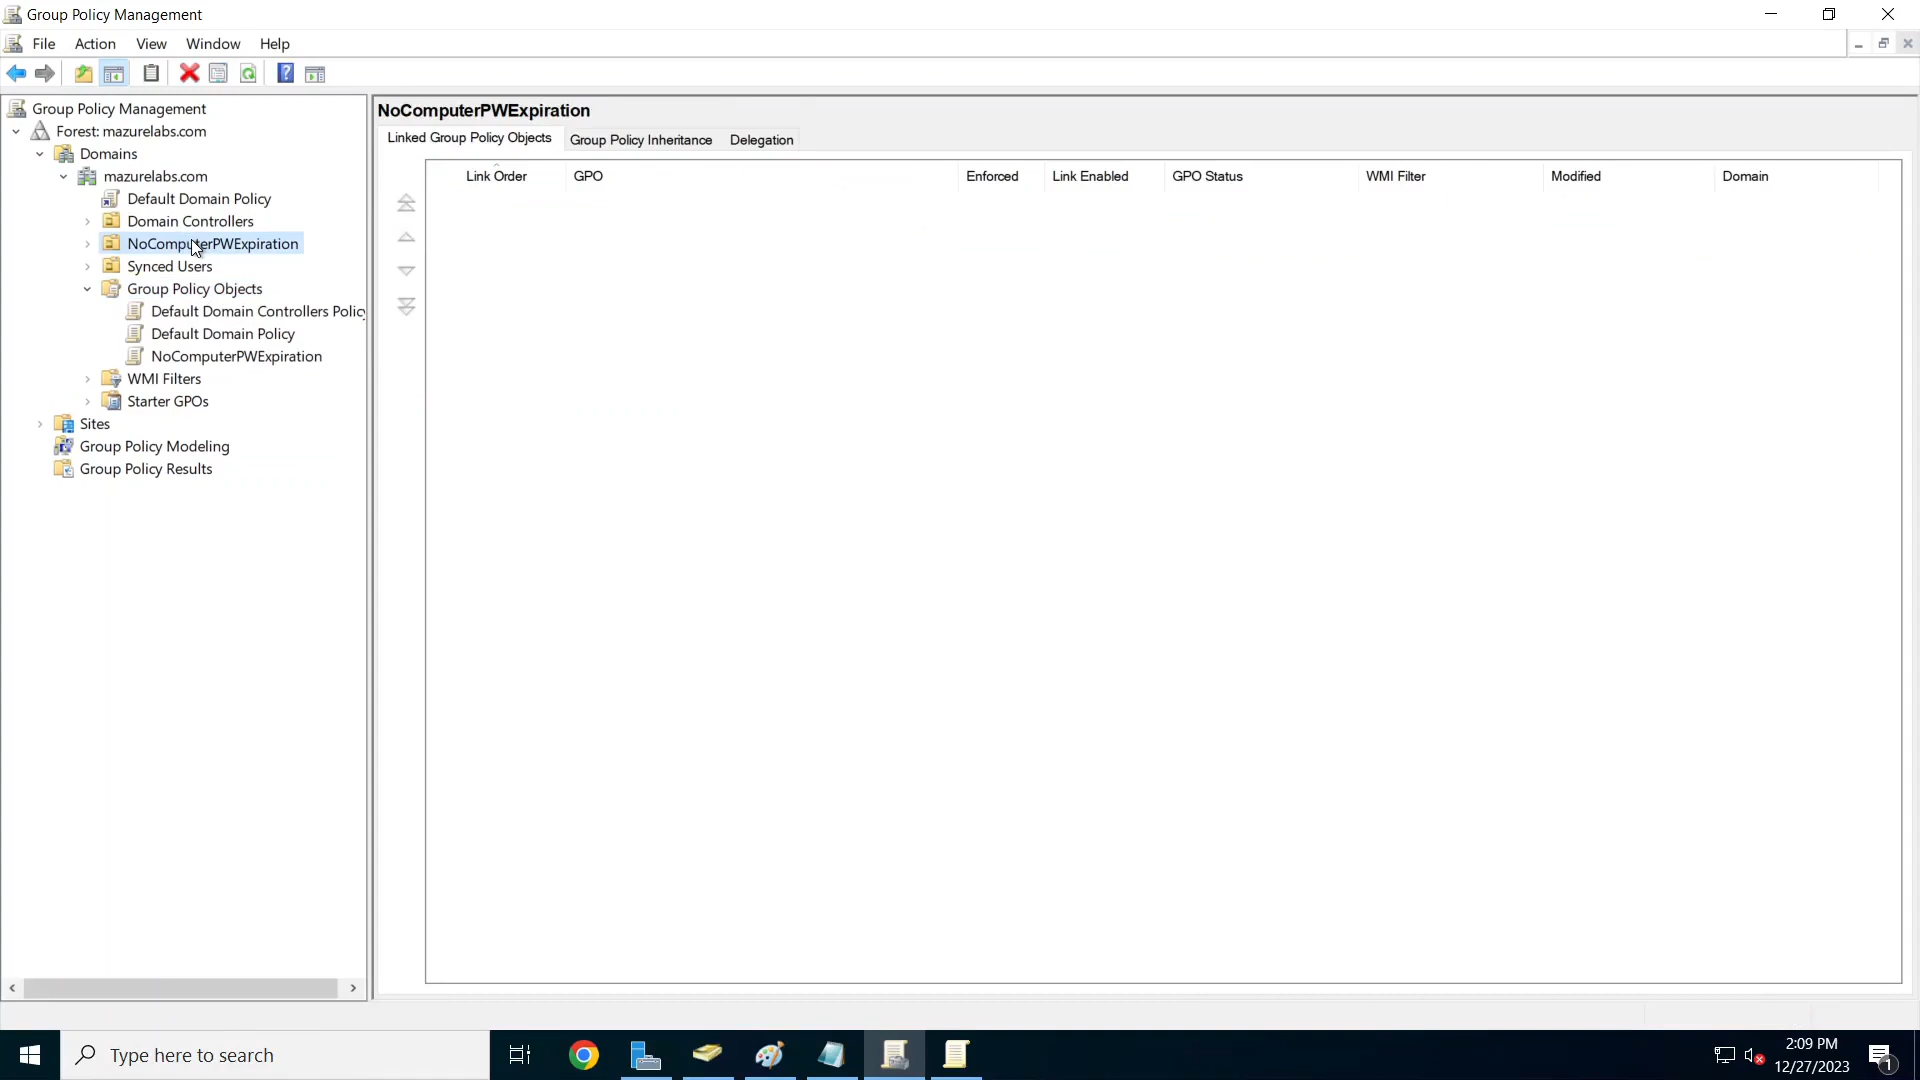 Group Policy Management
File Action View Window Help
Group Policy Management
Forest: mazurelabs.com
Domains
mazurelabs.com
Default Domain Policy
Domain Controllers
NoComputerPWExpiration
Synced Users
Group Policy Objects
Default Domain Controllers Policy
Default Domain Policy
NoComputerPWExpiration
WMI Filters
Starter GPOs
Sites
Group Policy Modeling
Group Policy Results
NoComputerPWExpiration
Linked Group Policy Objects Group Policy Inheritance Delegation
Link Order GPO Enforced Link Enabled GPO Status WMI Filter Modified Domain
Type here to search
2:09 PM
12/27/2023
1